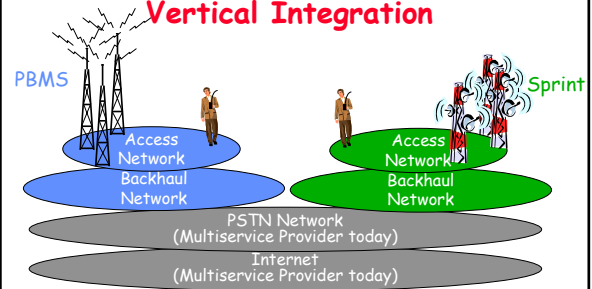 Vertical Integration
PBMS
Sprint
Access
Network
Backhaul
Network
Access
Network
Backhaul
Network
PSTN Network
(Multiservice Provider today)
Internet
(Multiservice Provider today)